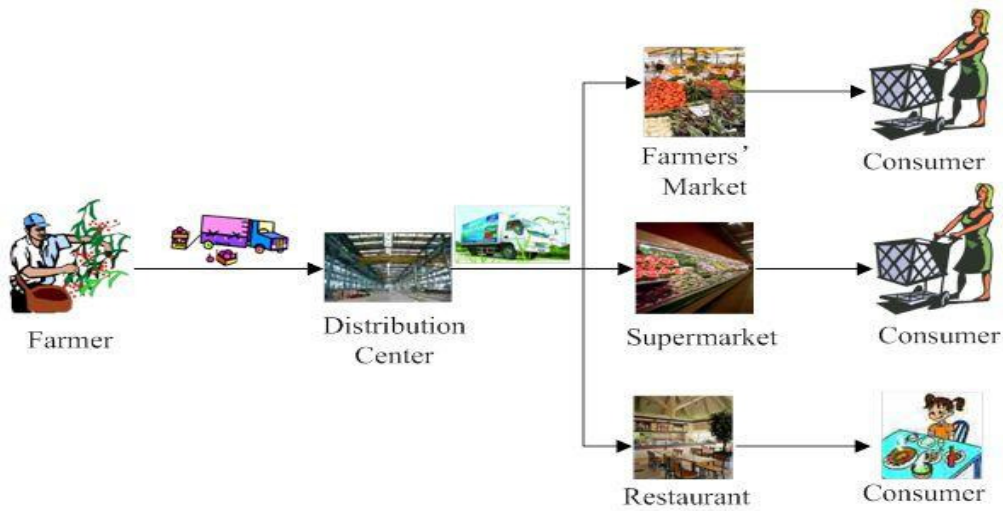 Farmers’
Market
Consumer
Farmer
Distribution
Center
Supermarket
Consumer
Restaurant
Consumer